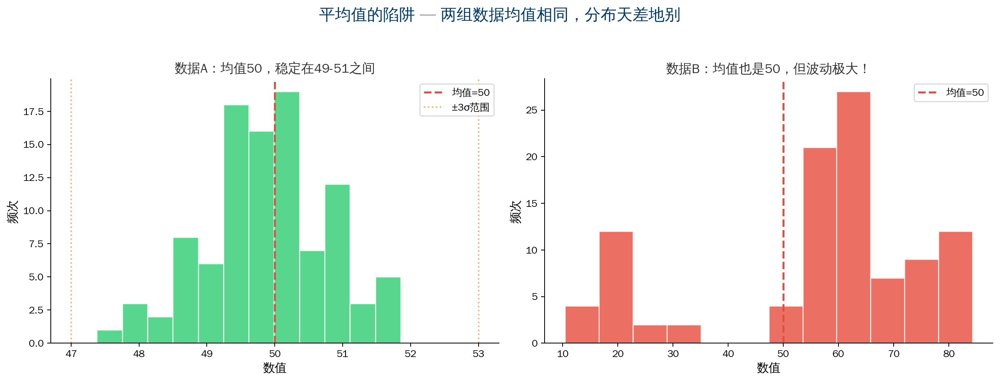 平均值的陷阱 — 两组数据均值相同，分布天差地别
数据A：均值50，稳定在49-51之间
均值=50
±3σ范围
频次
17.5
15.0
12.5
10.0
7.5
5.0
2.5
0.0
47 48 49 50 51 52 53
数值
数据B：均值也是50，但波动极大！
均值=50
频次
25
20
15
10
5
0
10 20 30 40 50 60 70 80
数值